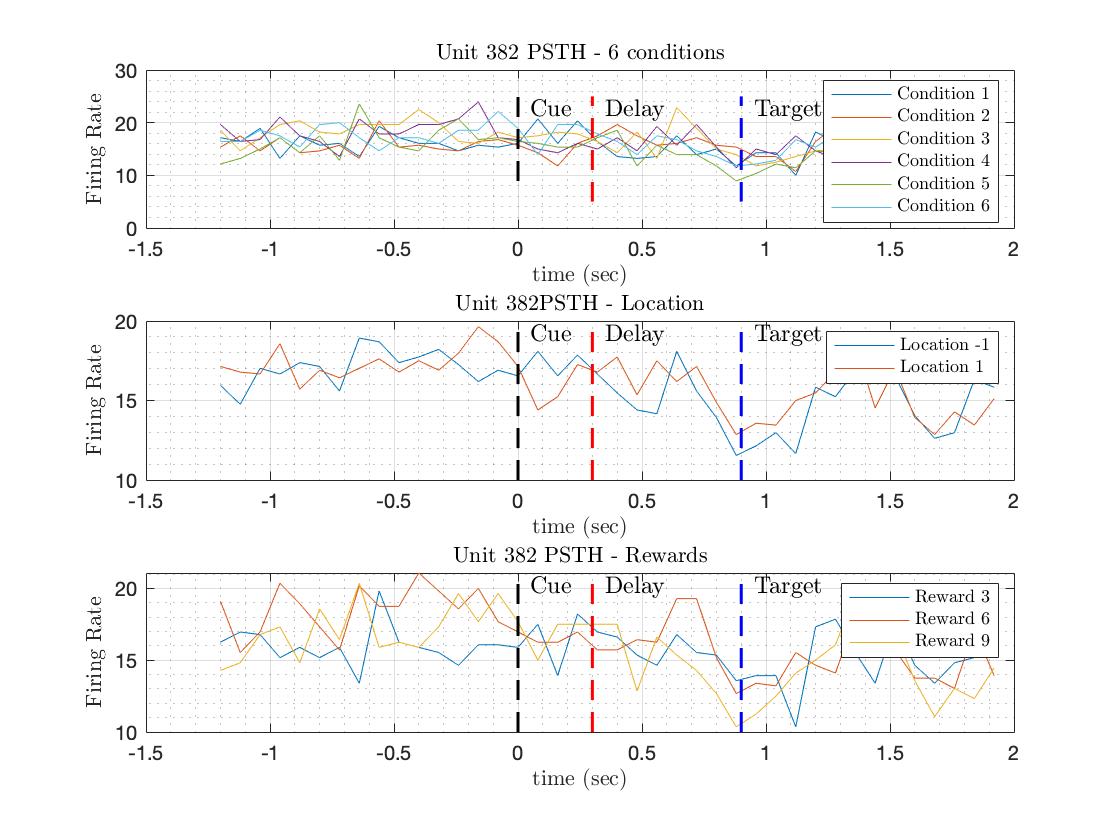 Unit 382 PSTH - 6 conditions
Firing Rate
30
20
10
0
Cue
Delay
Target
Condition 1
Condition 2
Condition 3
Condition 4
Condition 5
Condition 6
-1.5 -1 -0.5 0 0.5 1 1.5 2
time (sec)
Unit 382PSTH - Location
Firing Rate
20
15
10
Cue
Delay
Target
Location -1
Location 1
-1.5 -1 -0.5 0 0.5 1 1.5 2
time (sec)
Unit 382 PSTH - Rewards
Firing Rate
20
15
10
Cue
Delay
Target
Reward 3
Reward 6
Reward 9
-1.5 -1 -0.5 0 0.5 1 1.5 2
time (sec)